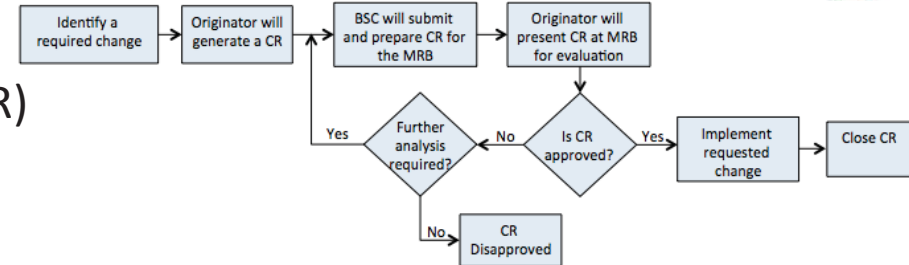 Identify a
required change
Originator will
generate a CR
BSC will submit
and prepare CR for
the MRB
Originator will
present CR at MRB
for evaluation
R)
Yes
Further
analysis
required?
No
Is CR
approved?
Yes
Implement
requested
change
Close CR
No
CR
Disapproved